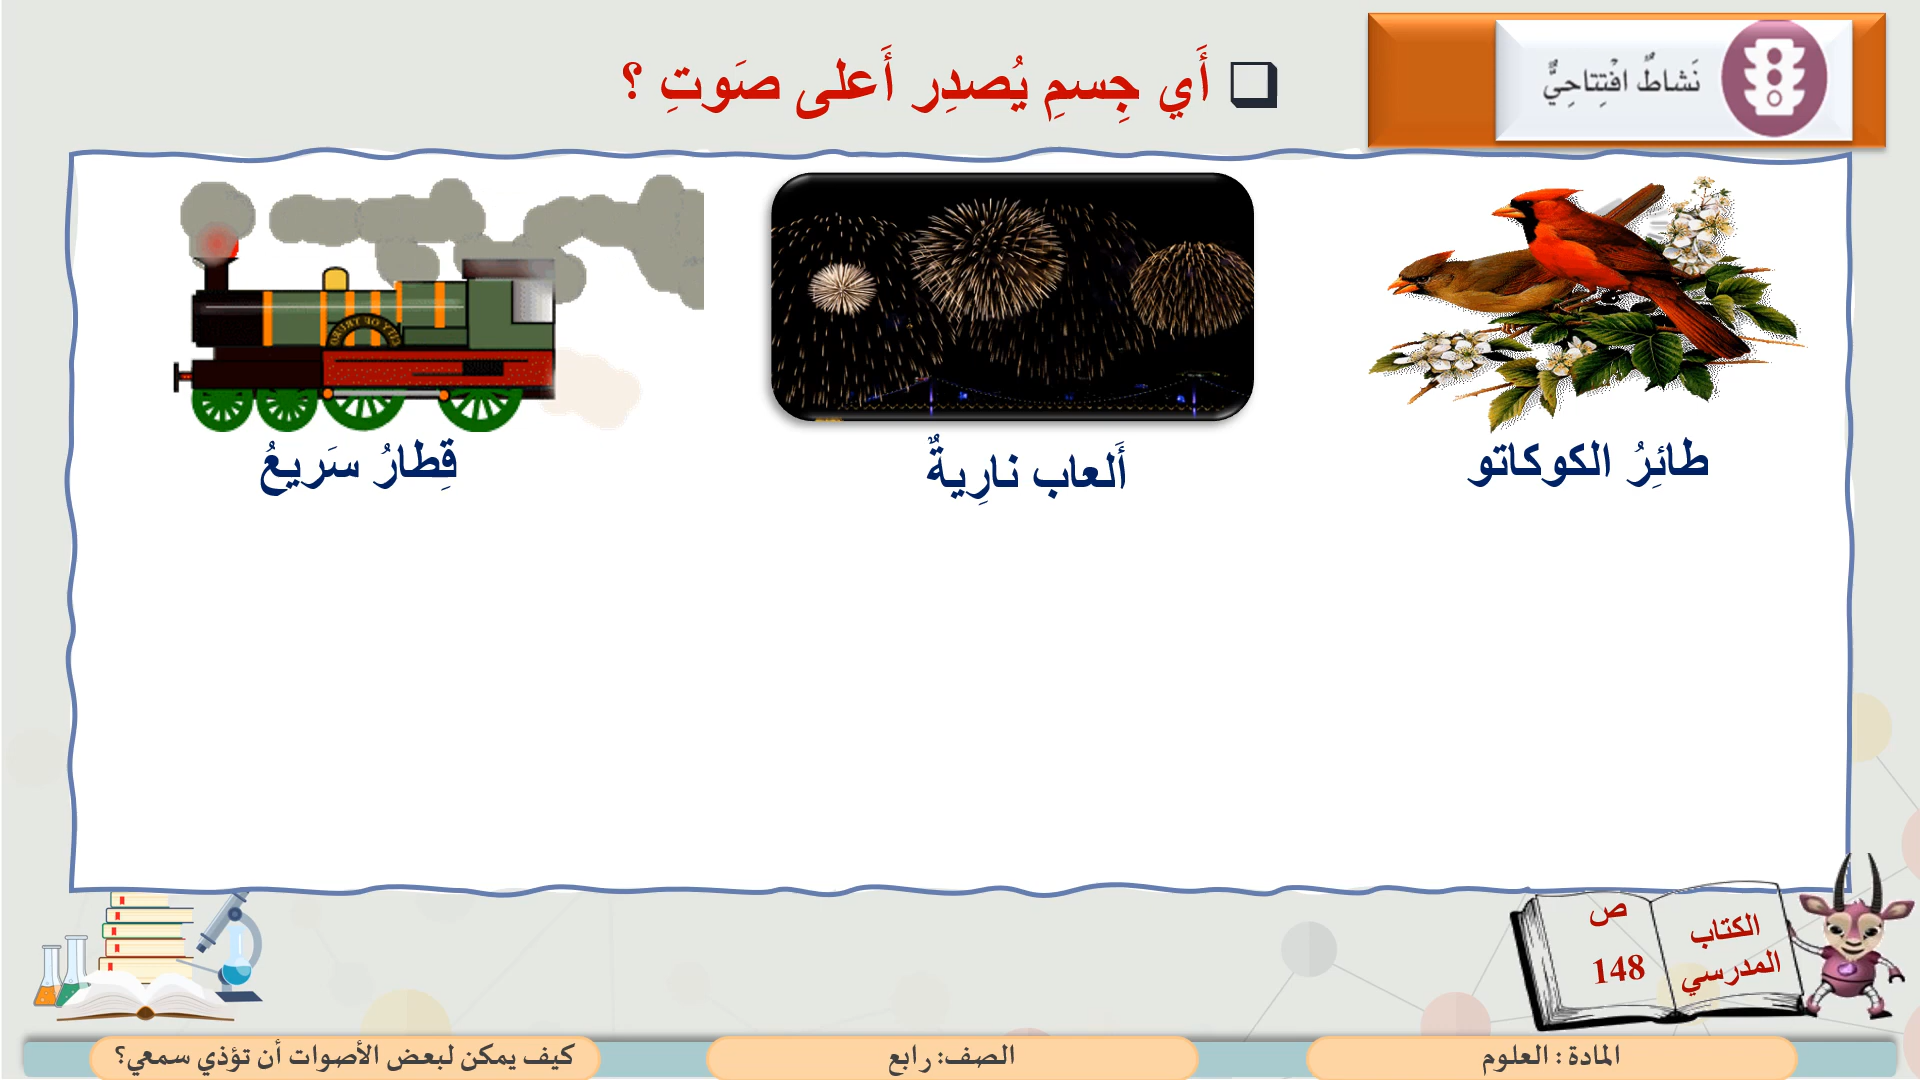 نَشاطٌ افْتِتاحِيٌّ
أَي جِسمِ يُصدِر أَعلى صَوتِ ؟
طائِرُ الكوكاتو
أَلعاب نارِيةٌ
قِطارُ سَريعُ
الكتاب
المدرسي
ص
148
المادة : العلوم
الصف: رابع
كيف يمكن لبعض الأصوات أن تؤذي سمعي؟